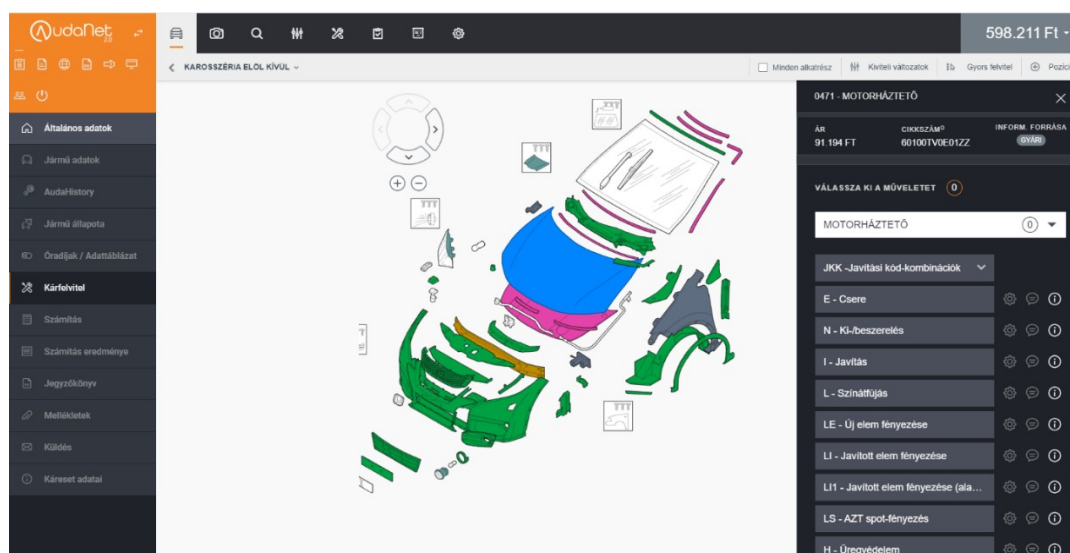 AudaNet
2.0
598.211 Ft
KAROSSZÉRIA ELÖL KÍVÜL
Minden alkatrész
Kiviteli változatok
Gyors felvitel
Pozíci
Általános adatok
Jármű adatok
AudaHistory
Jármű állapota
Óradíjak / Adattáblázat
Kárfelvitel
Számítás
Számítás eredménye
Jegyzőkönyv
Mellékletek
Küldés
Káreset adatai
0471 - MOTORHÁZTETŐ
ÁR CIKKSZÁM INFORM. FORRÁSA
91.194 FT 60100TV0E01ZZ GYÁRI
VÁLASSZA KI A MŰVELETET 0
MOTORHÁZTETŐ 0
JKK -Javítási kód-kombinációk
E - Csere
N - Ki-/beszerelés
I - Javítás
L - Színátfújás
LE - Új elem fényezése
LI - Javított elem fényezése
LI1 - Javított elem fényezése (ala...
LS - AZT spot-fényezés
H - Üregvédelem